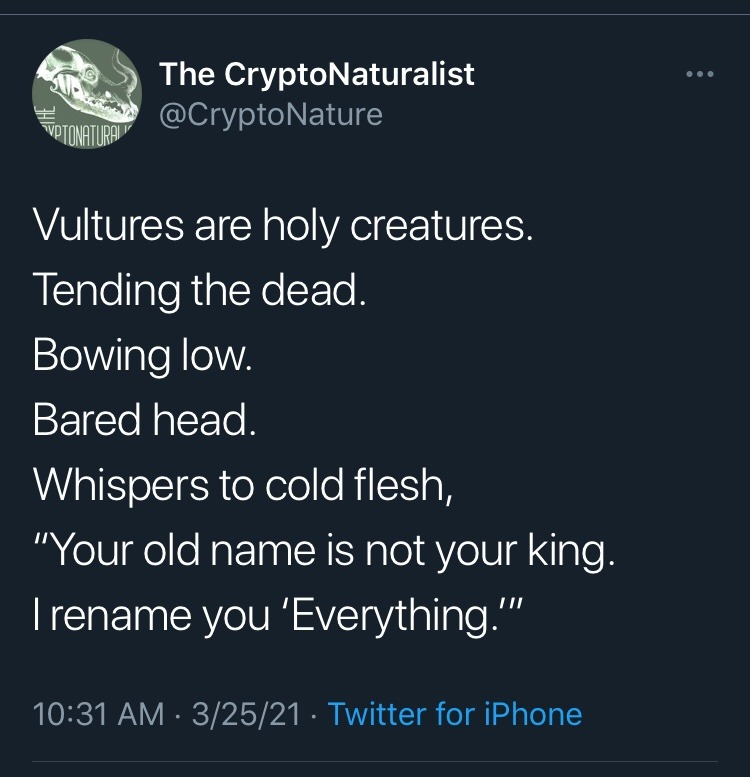 The CryptoNaturalist
@CryptoNature
THE
Vultures are holy creatures.
Tending the dead.
Bowing low.
Bared head.
Whispers to cold flesh,
“Your old name is not your king.
I rename you ‘Everything.’”
10:31 AM · 3/25/21 · Twitter for iPhone